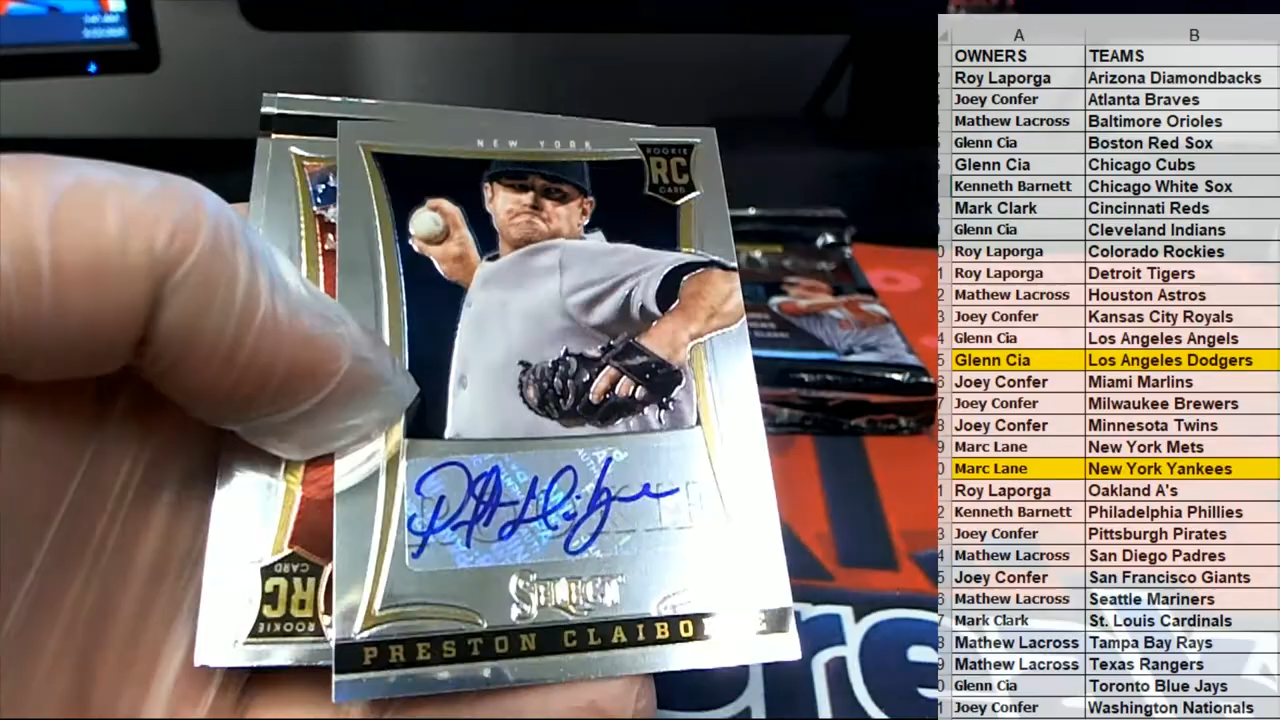 NEW YORK
ROOKIE
RC
CARD
SELECT
PRESTON CLAIBO
ROOKIE
RC
CARD
A B
OWNERS TEAMS
Roy Laporga Arizona Diamondbacks
Joey Confer Atlanta Braves
Mathew Lacross Baltimore Orioles
Glenn Cia Boston Red Sox
Glenn Cia Chicago Cubs
Kenneth Barnett Chicago White Sox
Mark Clark Cincinnati Reds
Glenn Cia Cleveland Indians
Roy Laporga Colorado Rockies
Roy Laporga Detroit Tigers
Mathew Lacross Houston Astros
Joey Confer Kansas City Royals
Glenn Cia Los Angeles Angels
Glenn Cia Los Angeles Dodgers
Joey Confer Miami Marlins
Joey Confer Milwaukee Brewers
Joey Confer Minnesota Twins
Marc Lane New York Mets
Marc Lane New York Yankees
Roy Laporga Oakland A's
Kenneth Barnett Philadelphia Phillies
Joey Confer Pittsburgh Pirates
Mathew Lacross San Diego Padres
Joey Confer San Francisco Giants
Mathew Lacross Seattle Mariners
Mark Clark St. Louis Cardinals
Mathew Lacross Tampa Bay Rays
Mathew Lacross Texas Rangers
Glenn Cia Toronto Blue Jays
Joey Confer Washington Nationals